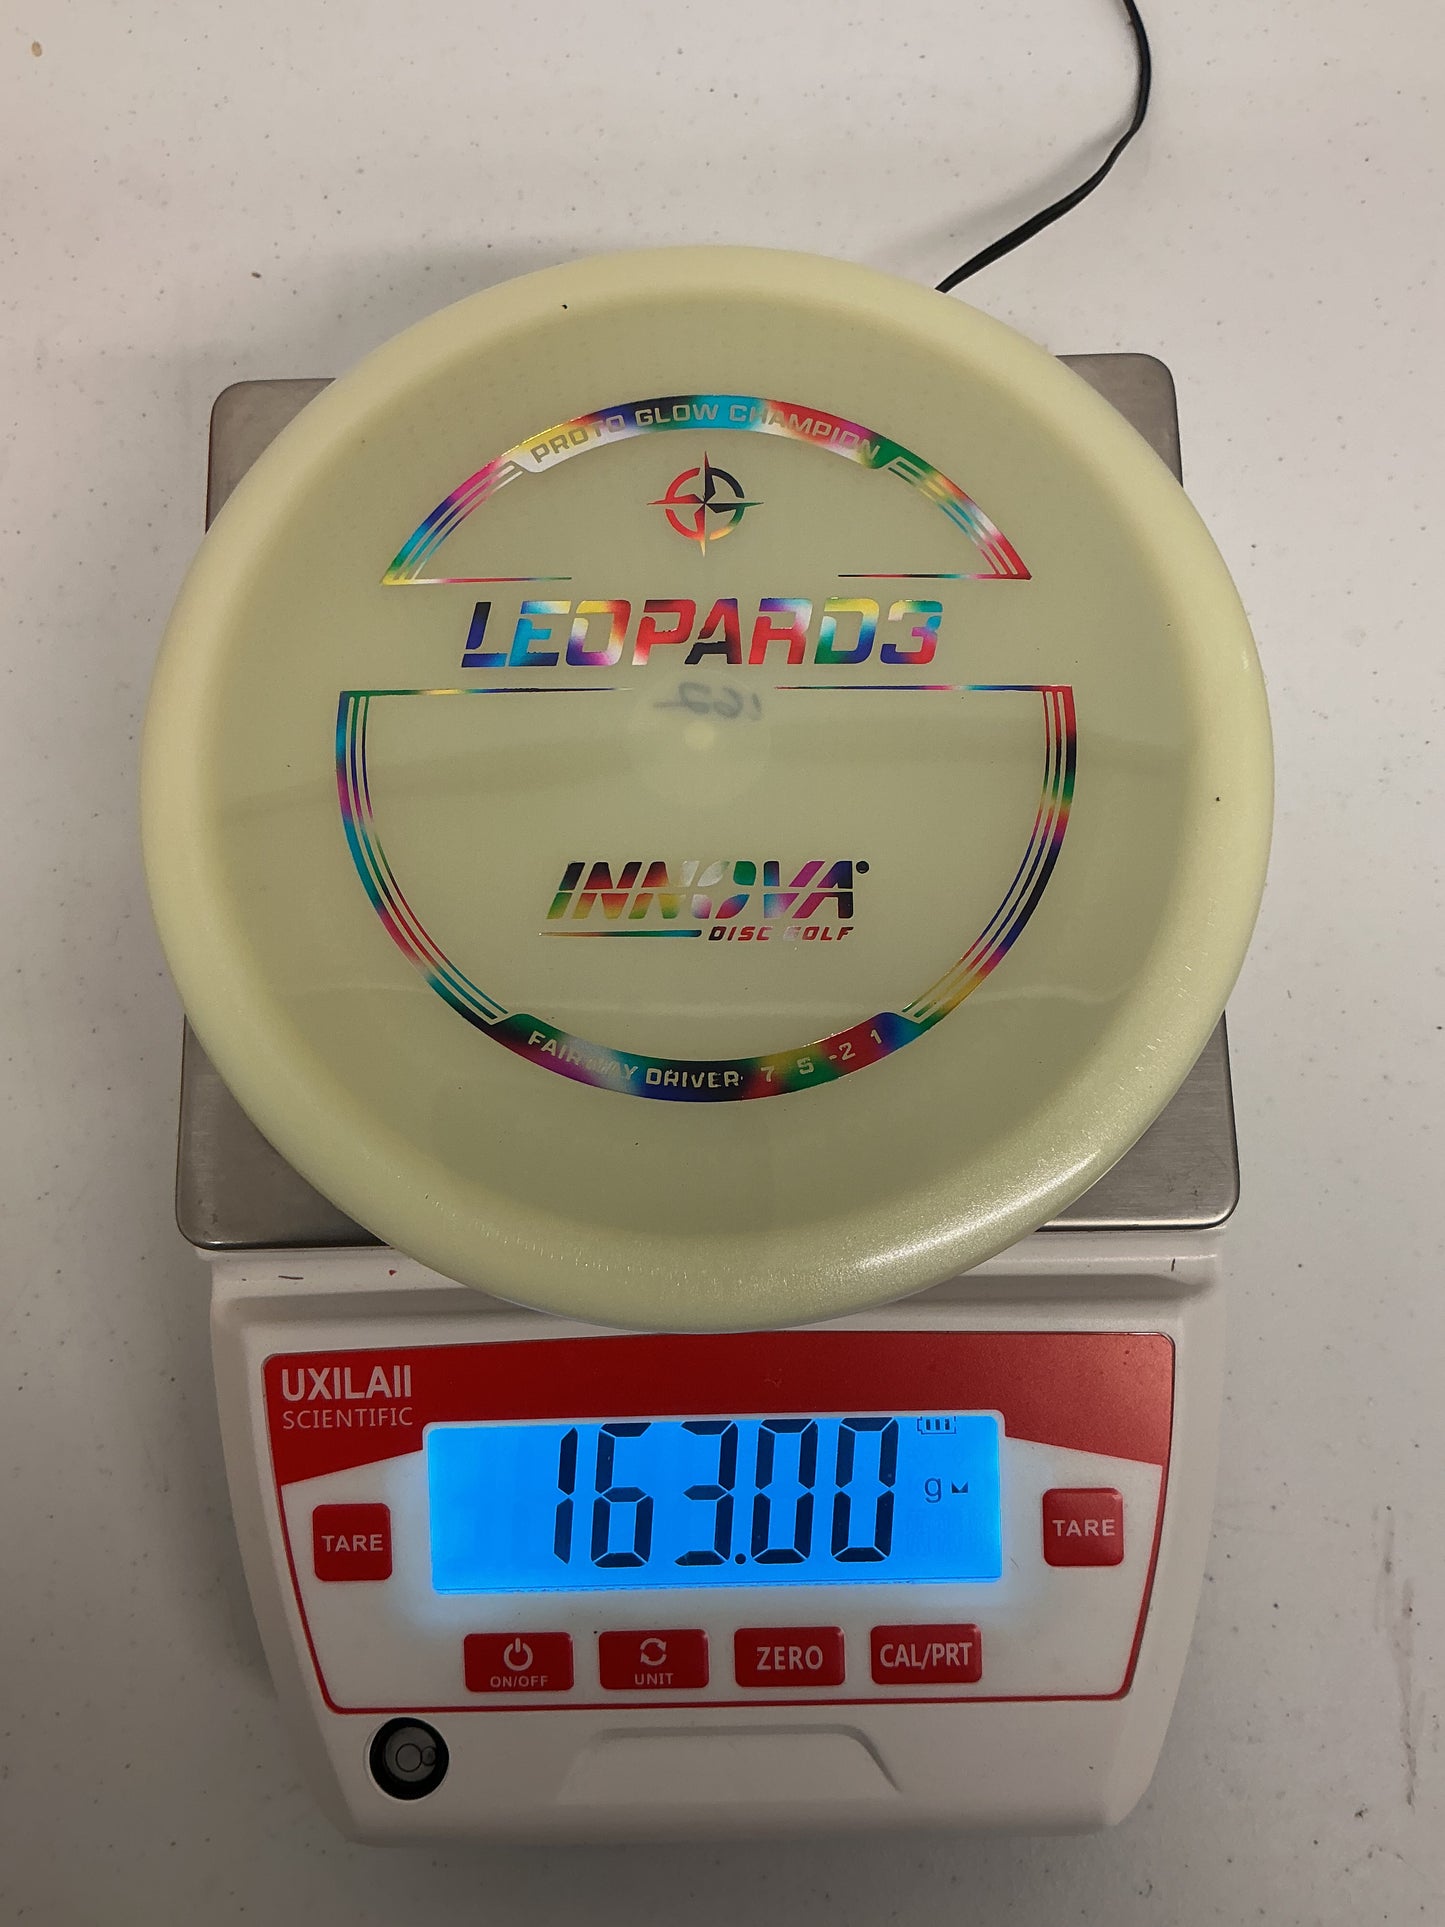 PROTO GLOW CHAMPION
LEOPARD3
162
INNOVA
DISC GOLF
FAIRWAY DRIVER 7 5 -2 1
UXILAII
SCIENTIFIC
163.00 g
TARE
TARE
ON/OFF
UNIT
ZERO
CAL/PRT